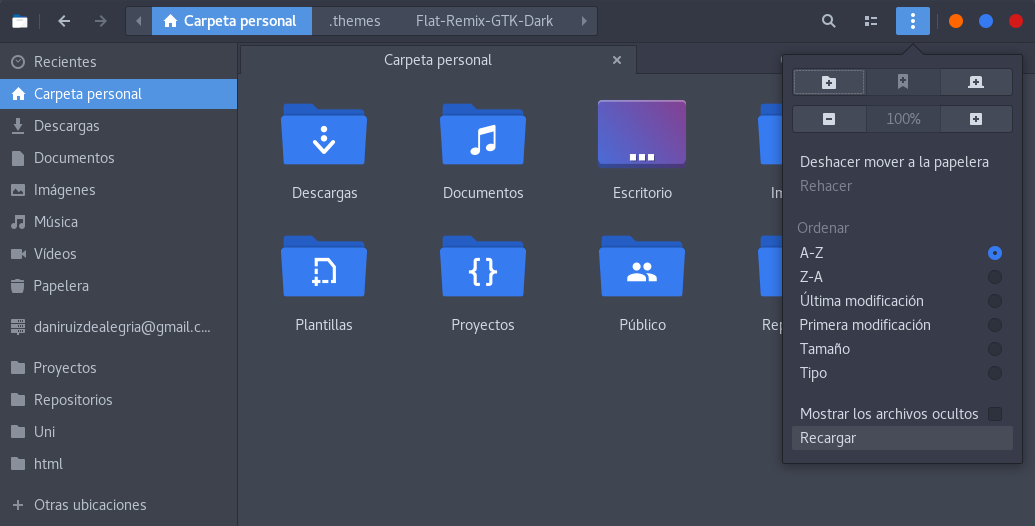 Carpeta personal
.themes
Flat-Remix-GTK-Dark
Recientes
Carpeta personal
Descargas
Documentos
Imágenes
Música
Vídeos
Papelera
daniruizdealegria@gmail.c...
Proyectos
Repositorios
Uni
html
Otras ubicaciones
Carpeta personal
Descargas
Documentos
Escritorio
Plantillas
Proyectos
Público
100%
Deshacer mover a la papelera
Rehacer
Ordenar
A-Z
Z-A
Última modificación
Primera modificación
Tamaño
Tipo
Mostrar los archivos ocultos
Recargar